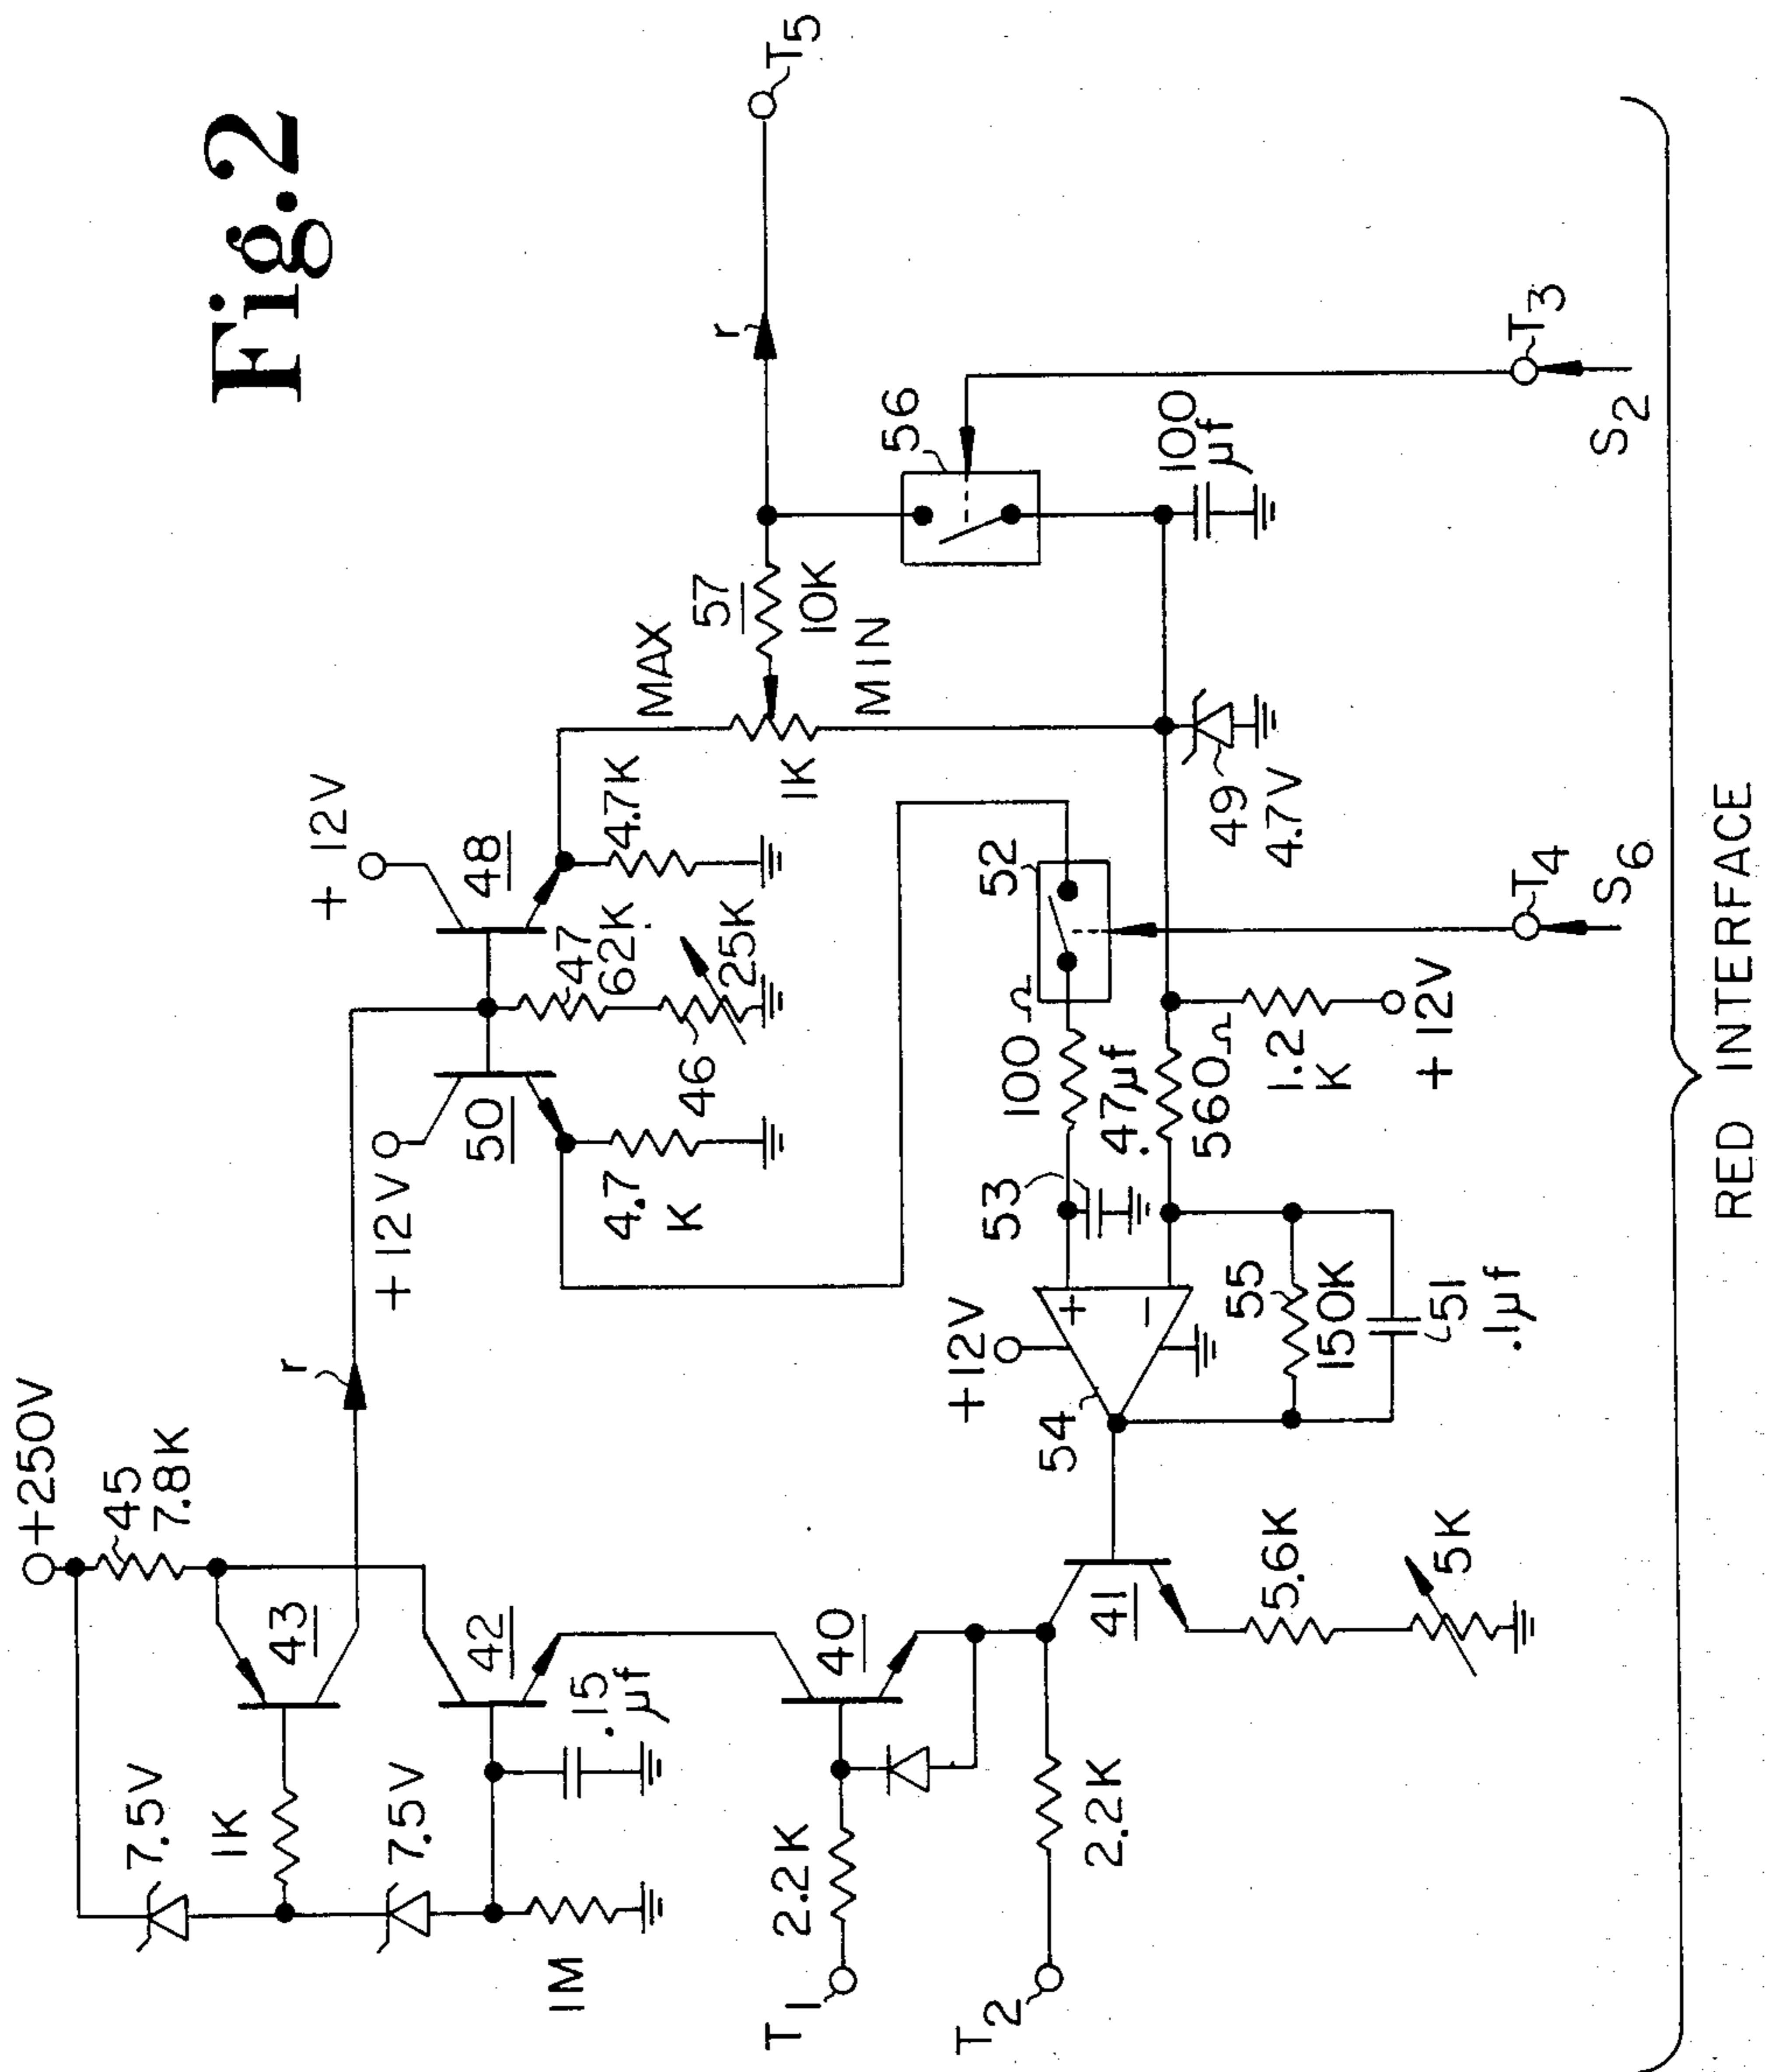 Fig.2
+250V
45
7.8K
r
43
7.5V
1K
7.5V
42
.15
μf
1M
40
2.2K
T1
2.2K
T2
41
5.6K
5K
+12V
50
4.7
K
46
25K
47
62K
+12V
48
4.7K
1K
MAX
57
10K
MIN
r
T5
56
100
μf
49
4.7V
52
100Ω
53
.47μf
560Ω
1.2
K
+12V
+12V
54
55
150K
51
.1μf
T4
S6
T3
S2
RED INTERFACE